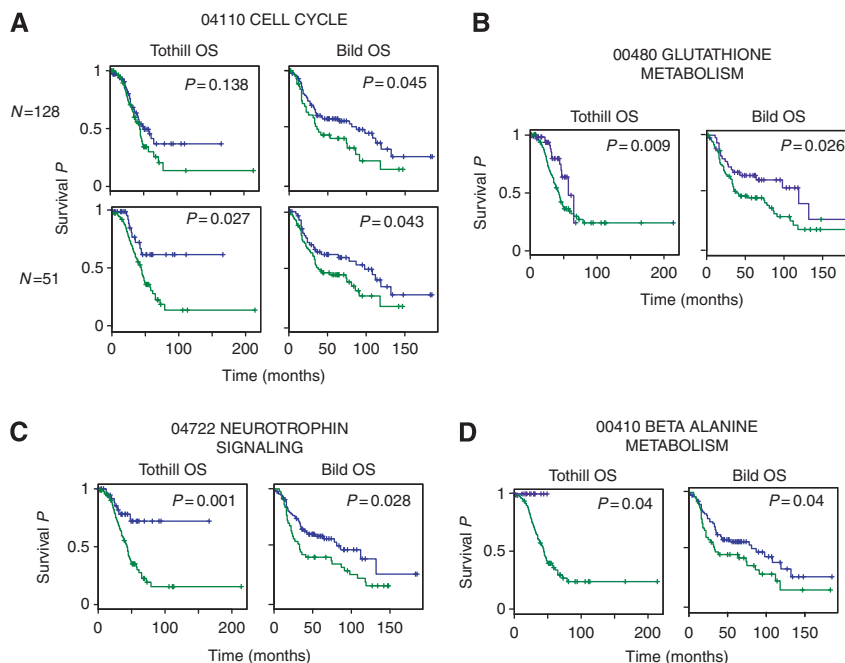 A
04110 CELL CYCLE
Tothill OS
Bild OS
N=128
N=51
Survival P
1
0.5
0
P=0.138
P=0.045
1
0.5
0
P=0.027
P=0.043
0 100 200
0 50 100 150
Time (months)
B
00480 GLUTATHIONE
METABOLISM
Tothill OS
Bild OS
Survival P
1
0.5
0
P=0.009
P=0.026
0 50 100 150 200
0 50 100 150
Time (months)
C
04722 NEUROTROPHIN
SIGNALING
Tothill OS
Bild OS
Survival P
1
0.5
0
P=0.001
P=0.028
0 50 100 200
0 50 100 150
Time (months)
D
00410 BETA ALANINE
METABOLISM
Tothill OS
Bild OS
Survival P
1
0.5
0
P=0.04
P=0.04
0 50 100 200
0 50 100 150
Time (months)